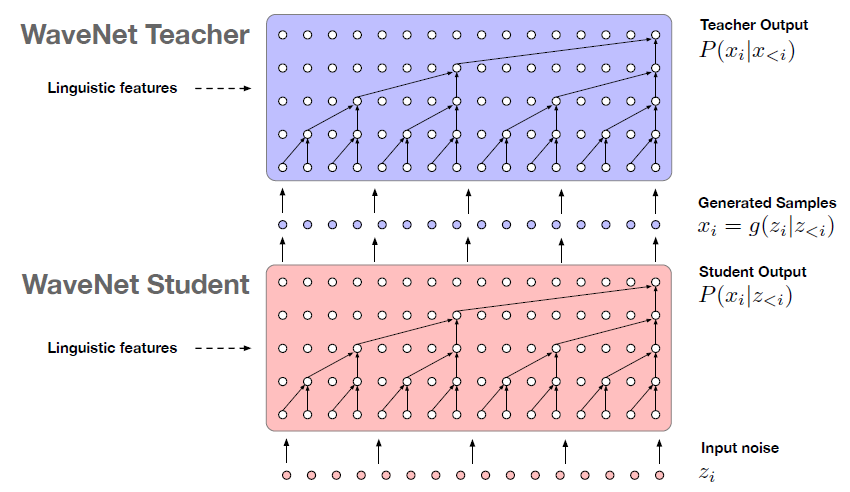 WaveNet Teacher
Linguistic features
Teacher Output
P(x_i|x_{<i})
Generated Samples
x_i = g(z_i|z_{<i})
WaveNet Student
Linguistic features
Student Output
P(x_i|z_{<i})
Input noise
z_i